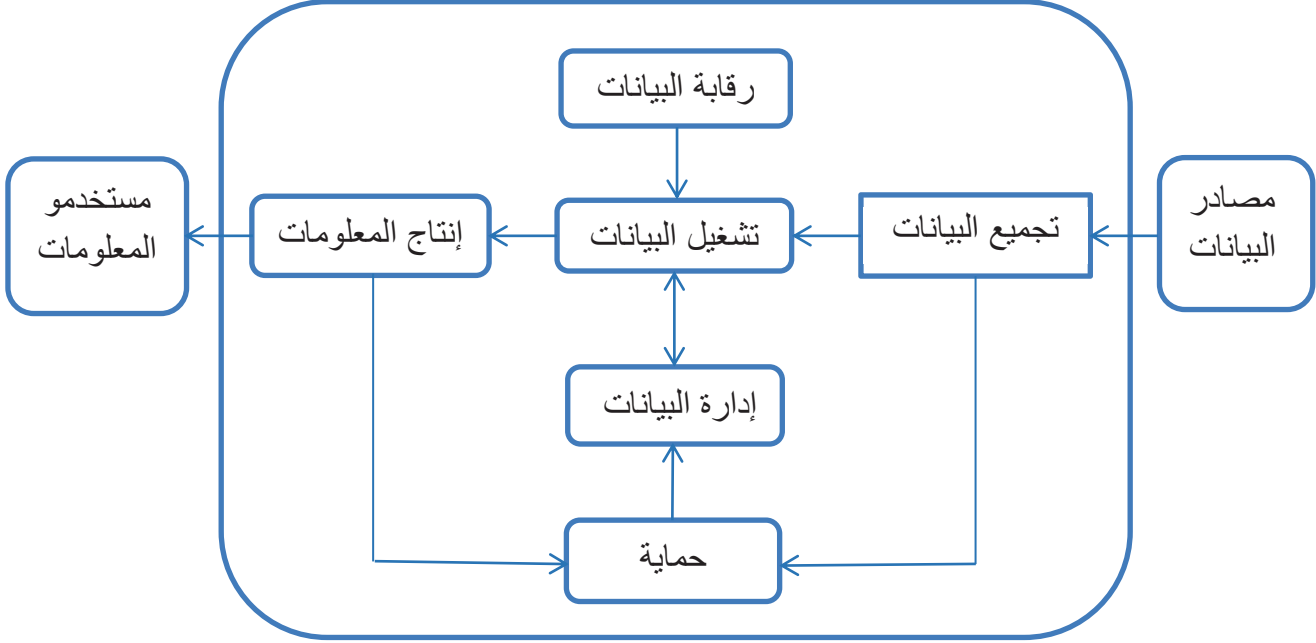 رقابة البيانات
مصادر
البيانات
تجميع البيانات
تشغيل البيانات
إنتاج المعلومات
مستخدمو
المعلومات
إدارة البيانات
حماية